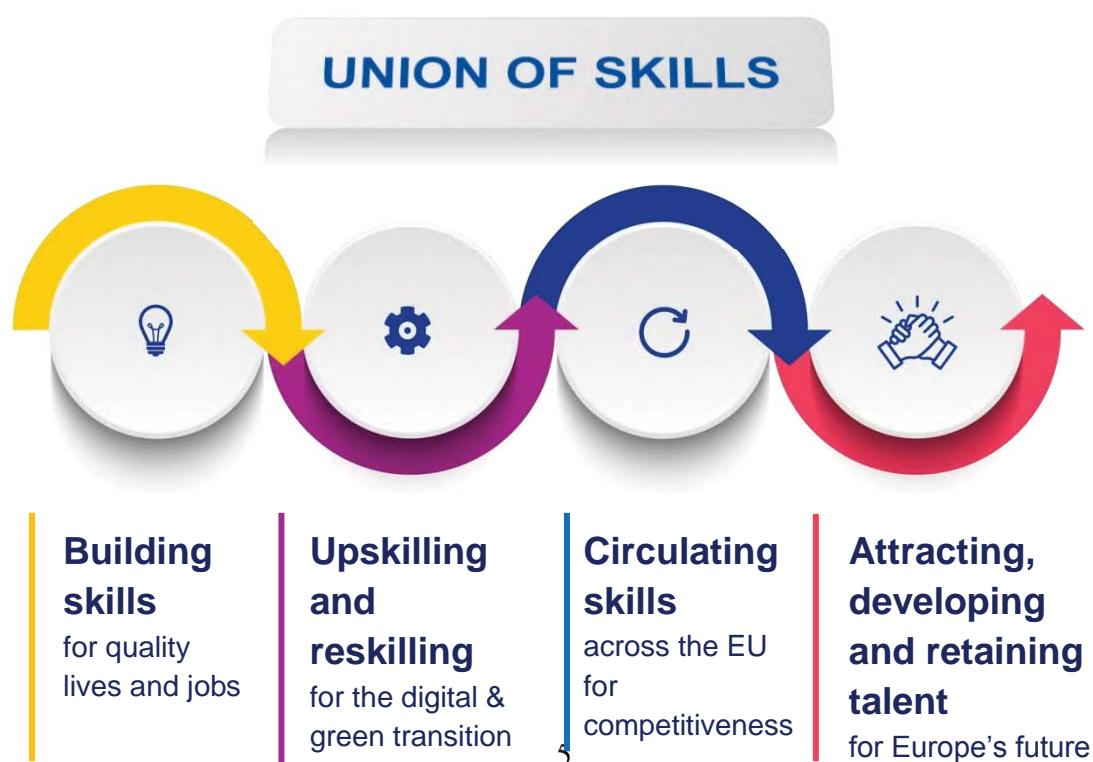 UNION OF SKILLS
Building
skills
for quality
lives and jobs
Upskilling
and
reskilling
for the digital &
green transition
Circulating
skills
across the EU
for
competitiveness
Attracting,
developing
and retaining
talent
for Europe's future
5